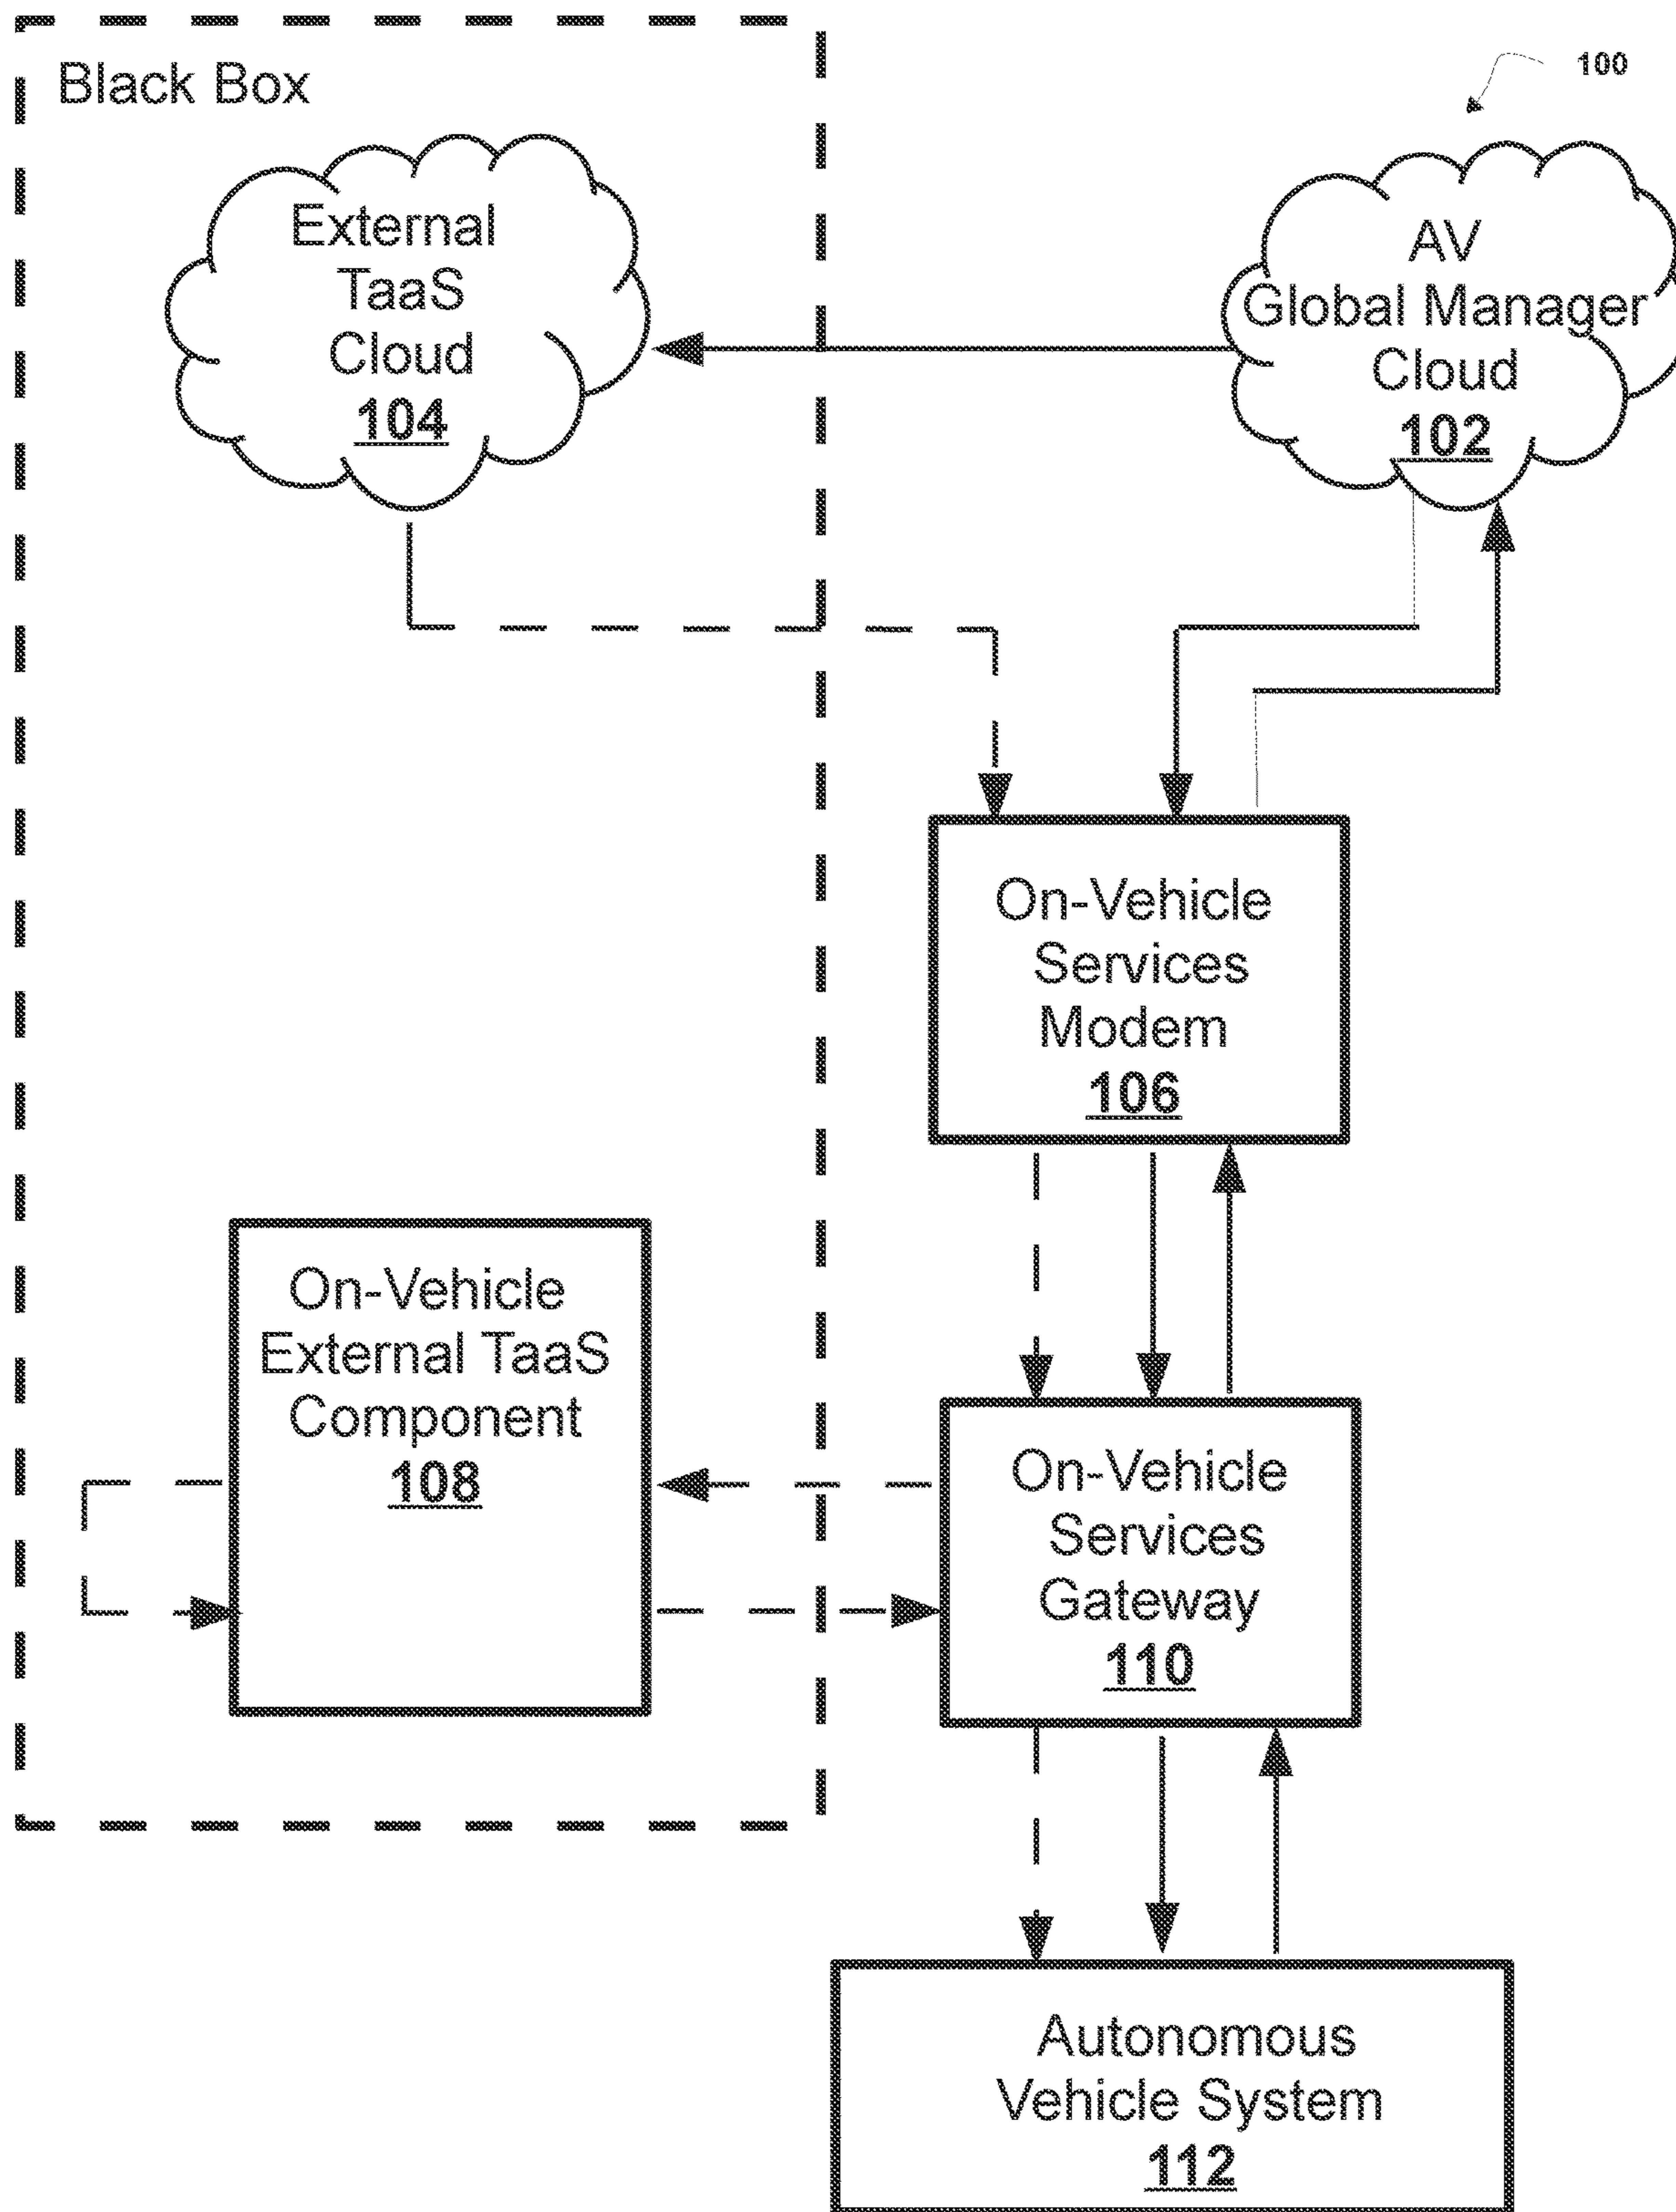 Black Box
100
External
TaaS
Cloud
104
AV
Global Manager
Cloud
102
On-Vehicle
Services
Modem
106
On-Vehicle
External TaaS
Component
108
On-Vehicle
Services
Gateway
110
Autonomous
Vehicle System
112